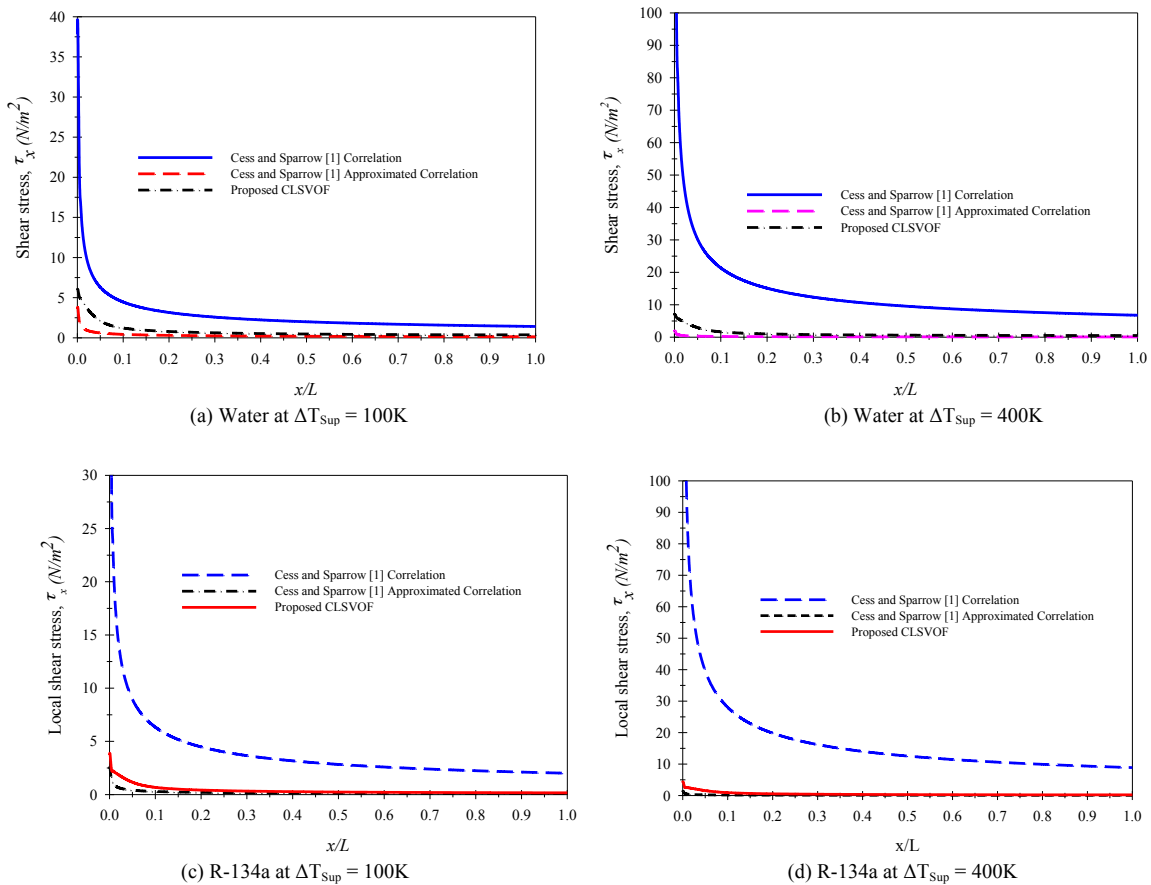 40
35
30
25
20
15
10
5
0
Shear stress, τx (N/m2)
Cess and Sparrow [1] Correlation
Cess and Sparrow [1] Approximated Correlation
Proposed CLSVOF
0.0 0.1 0.2 0.3 0.4 0.5 0.6 0.7 0.8 0.9 1.0
x/L
(a) Water at ΔTSup = 100K
100
90
80
70
60
50
40
30
20
10
0
Shear stress, τx (N/m2)
Cess and Sparrow [1] Correlation
Cess and Sparrow [1] Approximated Correlation
Proposed CLSVOF
0.0 0.1 0.2 0.3 0.4 0.5 0.6 0.7 0.8 0.9 1.0
x/L
(b) Water at ΔTSup = 400K
30
25
20
15
10
5
0
Local shear stress, τx (N/m2)
Cess and Sparrow [1] Correlation
Cess and Sparrow [1] Approximated Correlation
Proposed CLSVOF
0.0 0.1 0.2 0.3 0.4 0.5 0.6 0.7 0.8 0.9 1.0
x/L
(c) R-134a at ΔTSup = 100K
100
90
80
70
60
50
40
30
20
10
0
Local shear stress, τx (N/m2)
Cess and Sparrow [1] Correlation
Cess and Sparrow [1] Approximated Correlation
Proposed CLSVOF
0.0 0.1 0.2 0.3 0.4 0.5 0.6 0.7 0.8 0.9 1.0
x/L
(d) R-134a at ΔTSup = 400K